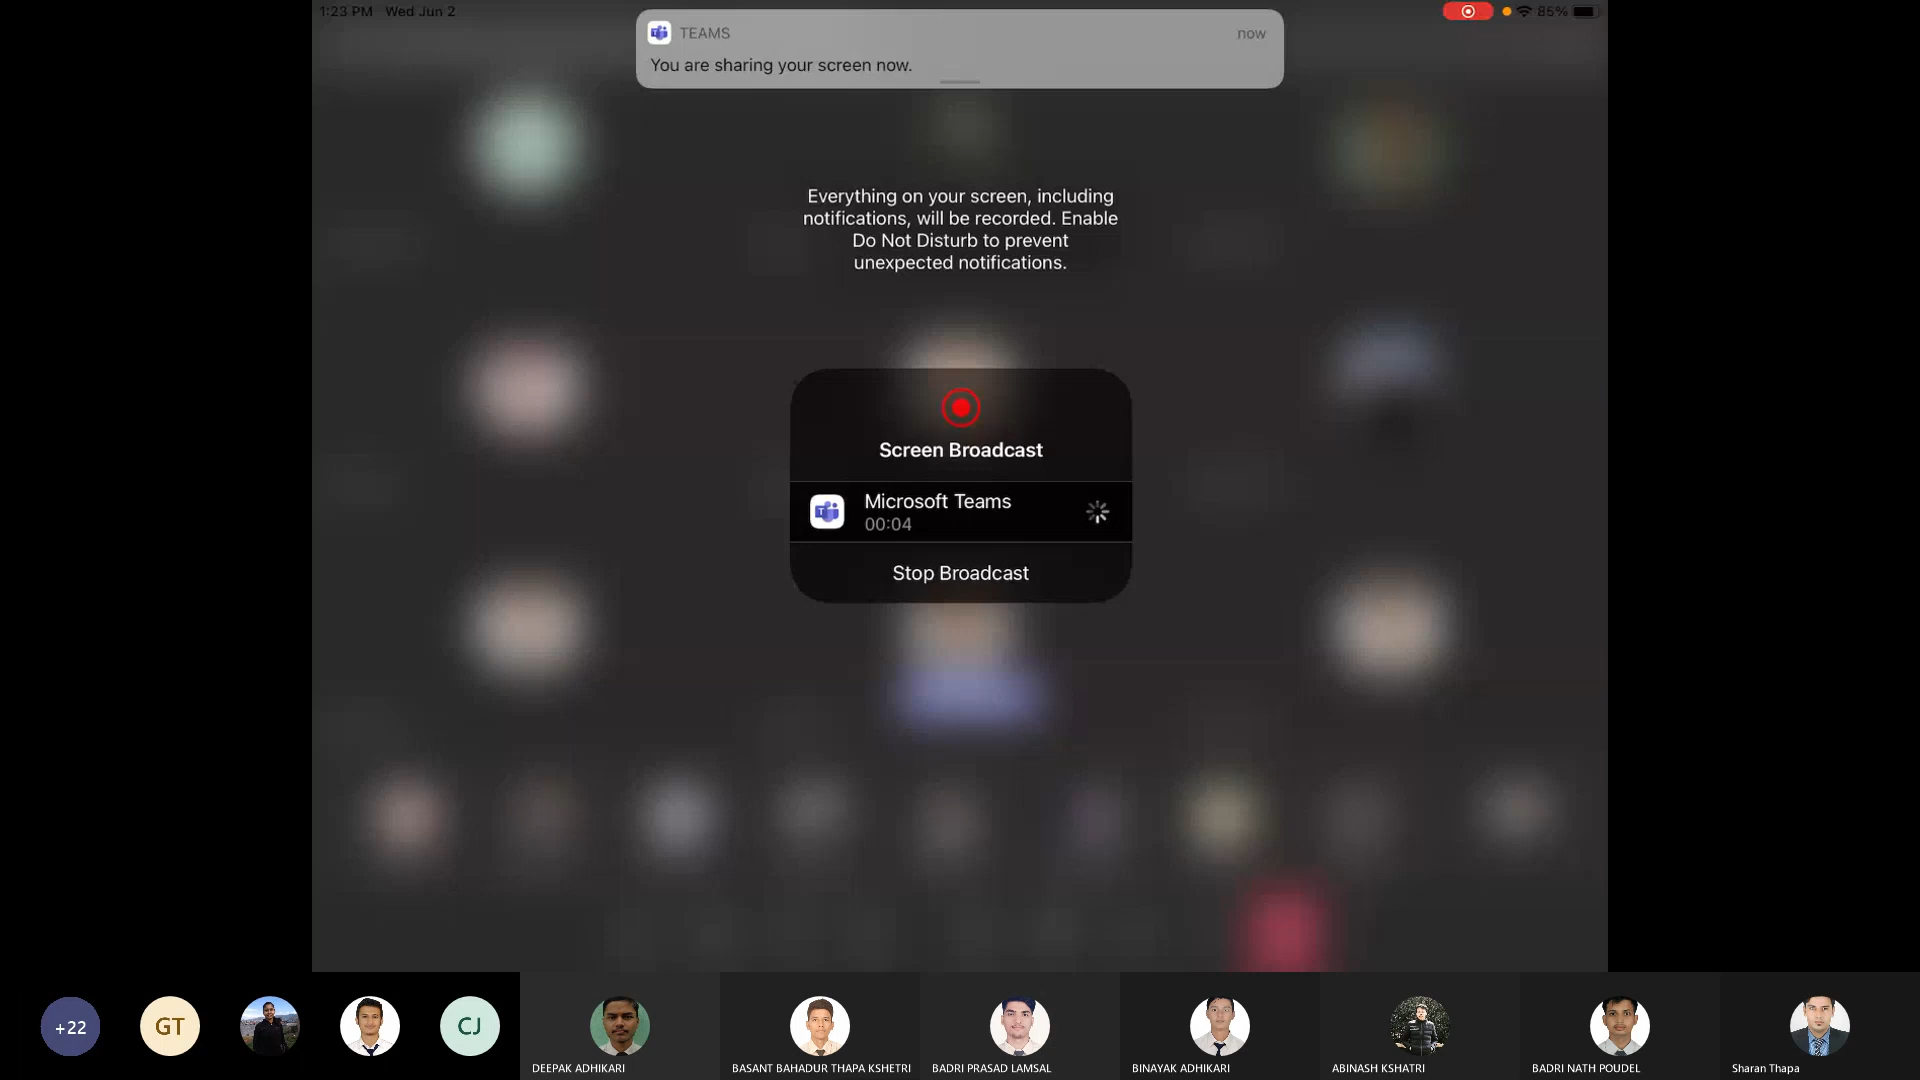 1:23 PM Wed Jun 2
85%
TEAMS
now
You are sharing your screen now.
Everything on your screen, including
notifications, will be recorded. Enable
Do Not Disturb to prevent
unexpected notifications.
Screen Broadcast
Microsoft Teams
00:04
Stop Broadcast
+22
GT
CJ
DEEPAK ADHIKARI
BASANT BAHADUR THAPA KSHETRI
BADRI PRASAD LAMSAL
BINAYAK ADHIKARI
ABINASH KSHATRI
BADRI NATH POUDEL
Sharan Thapa